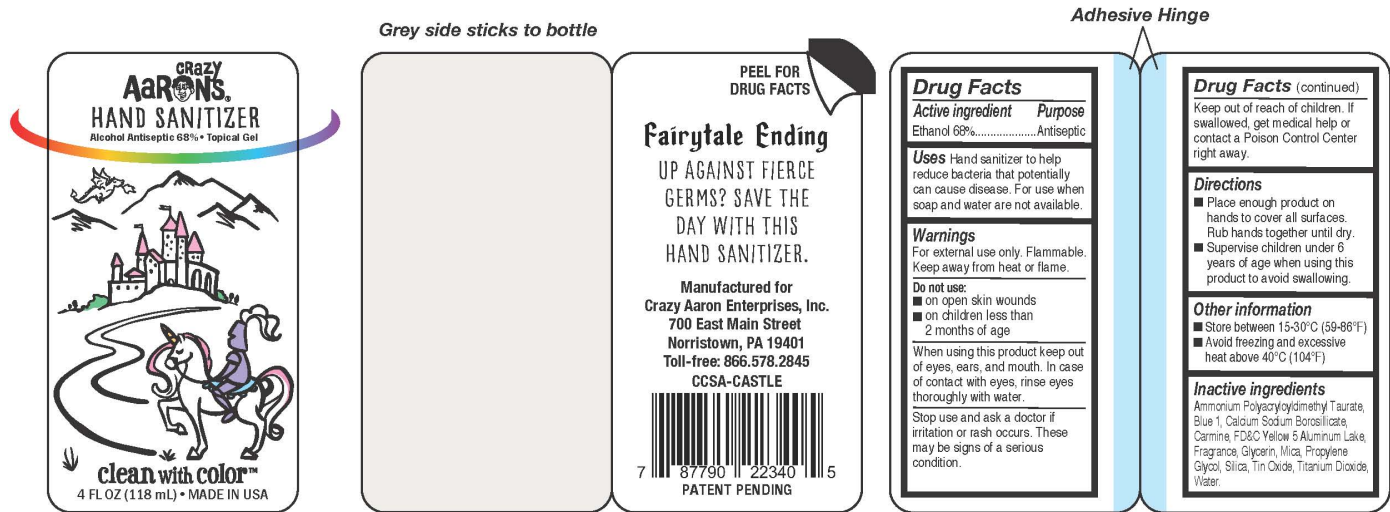 CRAZY
AARON'S®
HAND SANITIZER
Alcohol Antiseptic 68% • Topical Gel
clean with color™
4 FL OZ (118 mL) • MADE IN USA
Grey side sticks to bottle
PEEL FOR
DRUG FACTS
Fairytale Ending
UP AGAINST FIERCE
GERMS? SAVE THE
DAY WITH THIS
HAND SANITIZER.
Manufactured for
Crazy Aaron Enterprises, Inc.
700 East Main Street
Norristown, PA 19401
Toll-free: 866.578.2845
CCSA-CASTLE
7 87790 22340 5
PATENT PENDING
Adhesive Hinge
Drug Facts
Active ingredient Purpose
Ethanol 68%....................Antiseptic
Uses Hand sanitizer to help
reduce bacteria that potentially
can cause disease. For use when
soap and water are not available.
Warnings
For external use only. Flammable.
Keep away from heat or flame.
Do not use:
■ on open skin wounds
■ on children less than
2 months of age
When using this product keep out
of eyes, ears, and mouth. In case
of contact with eyes, rinse eyes
thoroughly with water.
Stop use and ask a doctor if
irritation or rash occurs. These
may be signs of a serious
condition.
Drug Facts (continued)
Keep out of reach of children. If
swallowed, get medical help or
contact a Poison Control Center
right away.
Directions
■ Place enough product on
hands to cover all surfaces.
Rub hands together until dry.
■ Supervise children under 6
years of age when using this
product to avoid swallowing.
Other information
■ Store between 15-30°C (59-86°F)
■ Avoid freezing and excessive
heat above 40°C (104°F)
Inactive ingredients
Ammonium Polyacryloyldimethyl Taurate,
Blue 1, Calcium Sodium Borosillicate,
Carmine, FD&C Yellow 5 Aluminum Lake,
Fragrance, Glycerin, Mica, Propylene
Glycol, Silica, Tin Oxide, Titanium Dioxide,
Water.